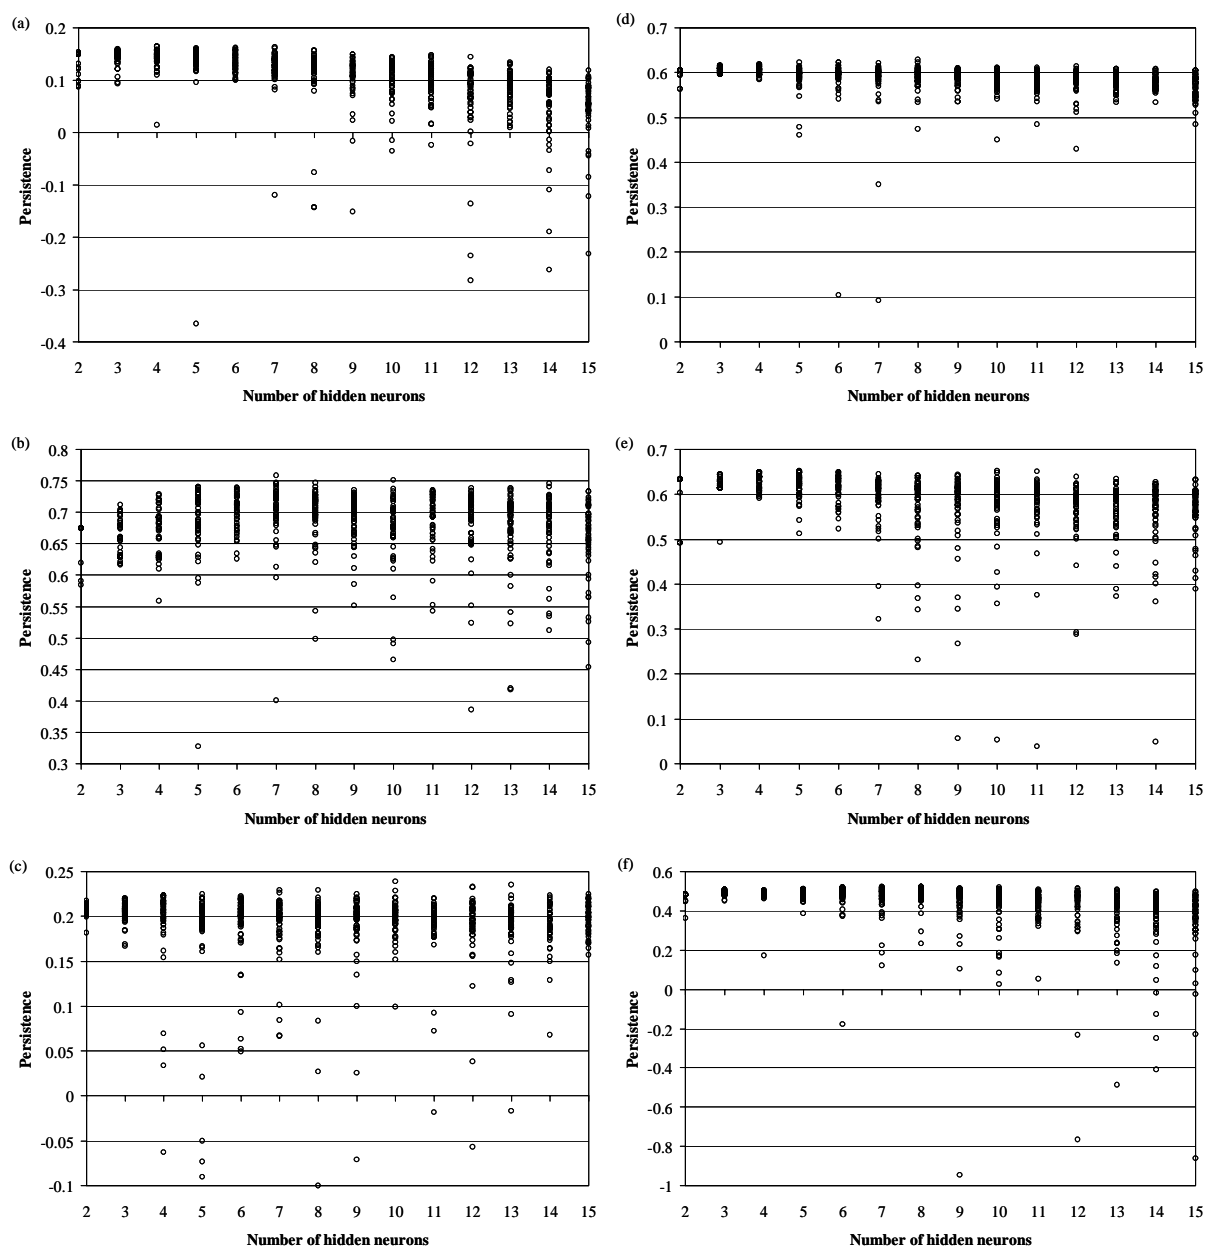 (a)
0.2
0.1
0
-0.1
-0.2
-0.3
-0.4
Persistence
2 3 4 5 6 7 8 9 10 11 12 13 14 15
Number of hidden neurons
(d)
0.7
0.6
0.5
0.4
0.3
0.2
0.1
0
Persistence
2 3 4 5 6 7 8 9 10 11 12 13 14 15
Number of hidden neurons
(b)
0.8
0.75
0.7
0.65
0.6
0.55
0.5
0.45
0.4
0.35
0.3
Persistence
2 3 4 5 6 7 8 9 10 11 12 13 14 15
Number of hidden neurons
(e)
0.7
0.6
0.5
0.4
0.3
0.2
0.1
0
Persistence
2 3 4 5 6 7 8 9 10 11 12 13 14 15
Number of hidden neurons
(c)
0.25
0.2
0.15
0.1
0.05
0
-0.05
-0.1
Persistence
2 3 4 5 6 7 8 9 10 11 12 13 14 15
Number of hidden neurons
(f)
0.6
0.4
0.2
0
-0.2
-0.4
-0.6
-0.8
-1
Persistence
2 3 4 5 6 7 8 9 10 11 12 13 14 15
Number of hidden neurons